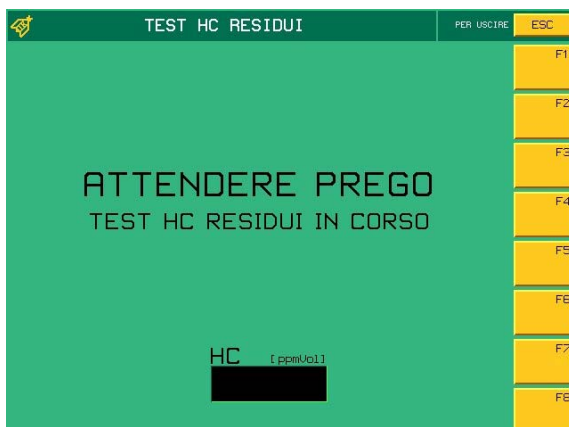 TEST HC RESIDUI
PER USCIRE
ESC
F1
F2
F3
F4
F5
F6
F7
F8
ATTENDERE PREGO
TEST HC RESIDUI IN CORSO
HC [ppmVol]